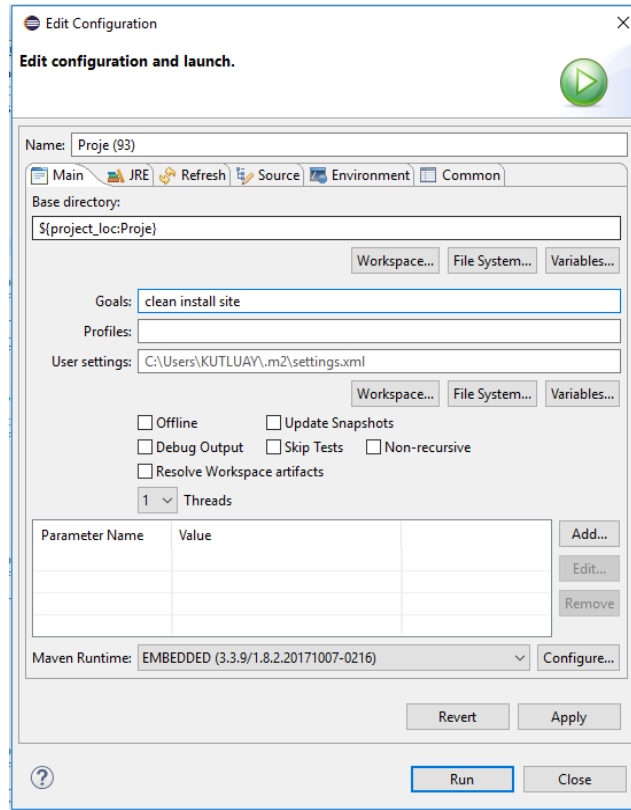 Edit Configuration
Edit configuration and launch.
Name: Proje (93)
Main JRE Refresh Source Environment Common
Base directory:
${project_loc:Proje}
Workspace... File System... Variables...
Goals: clean install site
Profiles:
User settings: C:\Users\KUTLUAY\.m2\settings.xml
Workspace... File System... Variables...
Offline Update Snapshots
Debug Output Skip Tests Non-recursive
Resolve Workspace artifacts
1 Threads
Parameter Name Value Add...
Edit...
Remove
Maven Runtime: EMBEDDED (3.3.9/1.8.2.20171007-0216) Configure...
Revert Apply
? Run Close